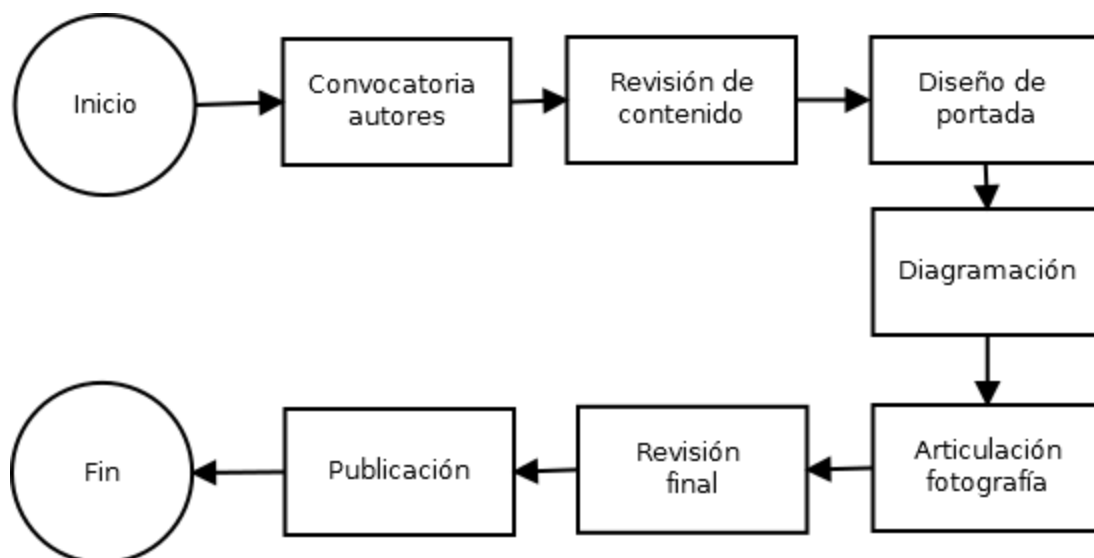 Inicio
Convocatoria
autores
Revisión de
contenido
Diseño de
portada
Diagramación
Articulación
fotografía
Revisión
final
Publicación
Fin